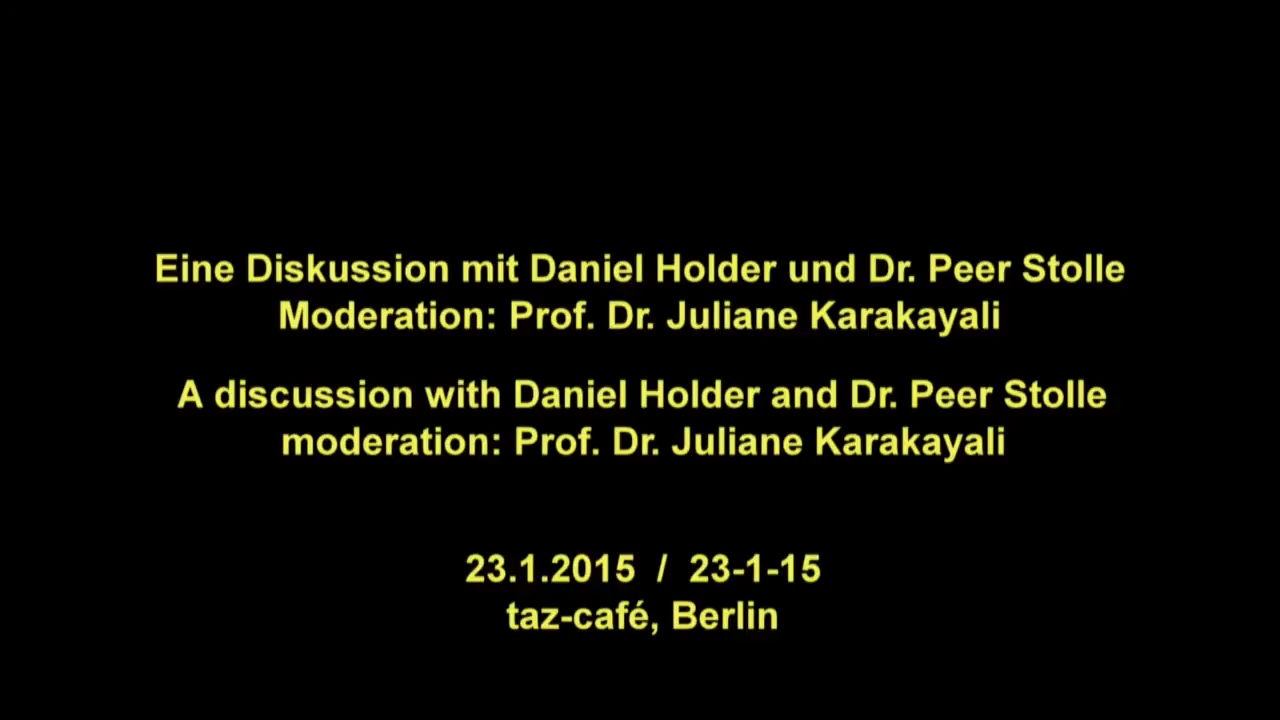 Eine Diskussion mit Daniel Holder und Dr. Peer Stolle
Moderation: Prof. Dr. Juliane Karakayali
A discussion with Daniel Holder and Dr. Peer Stolle
moderation: Prof. Dr. Juliane Karakayali
23.1.2015 / 23-1-15
taz-café, Berlin